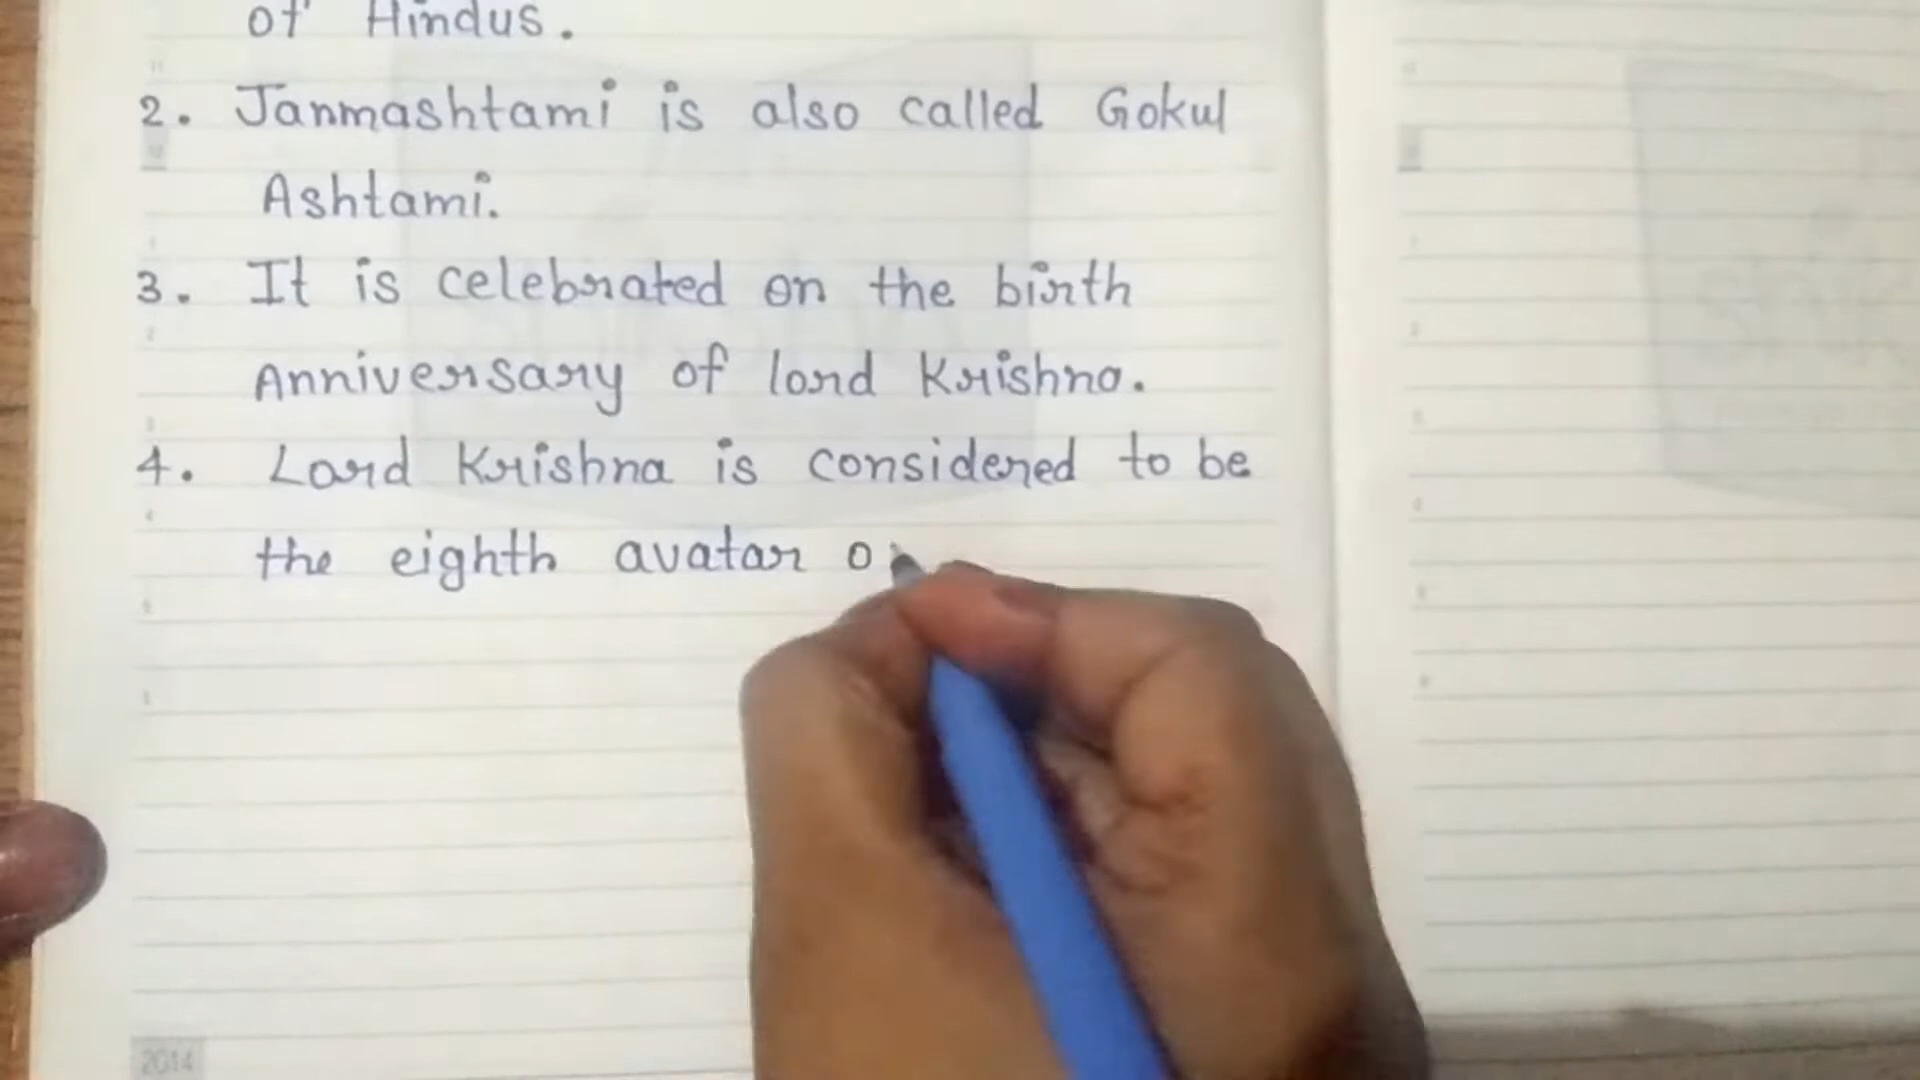 of Hindus.
2. Janmashtami is also called Gokul
Ashtami.
3. It is celebrated on the birth
Anniversary of lord Krishna.
4. Lord Krishna is considered to be
the eighth avatar o
2014